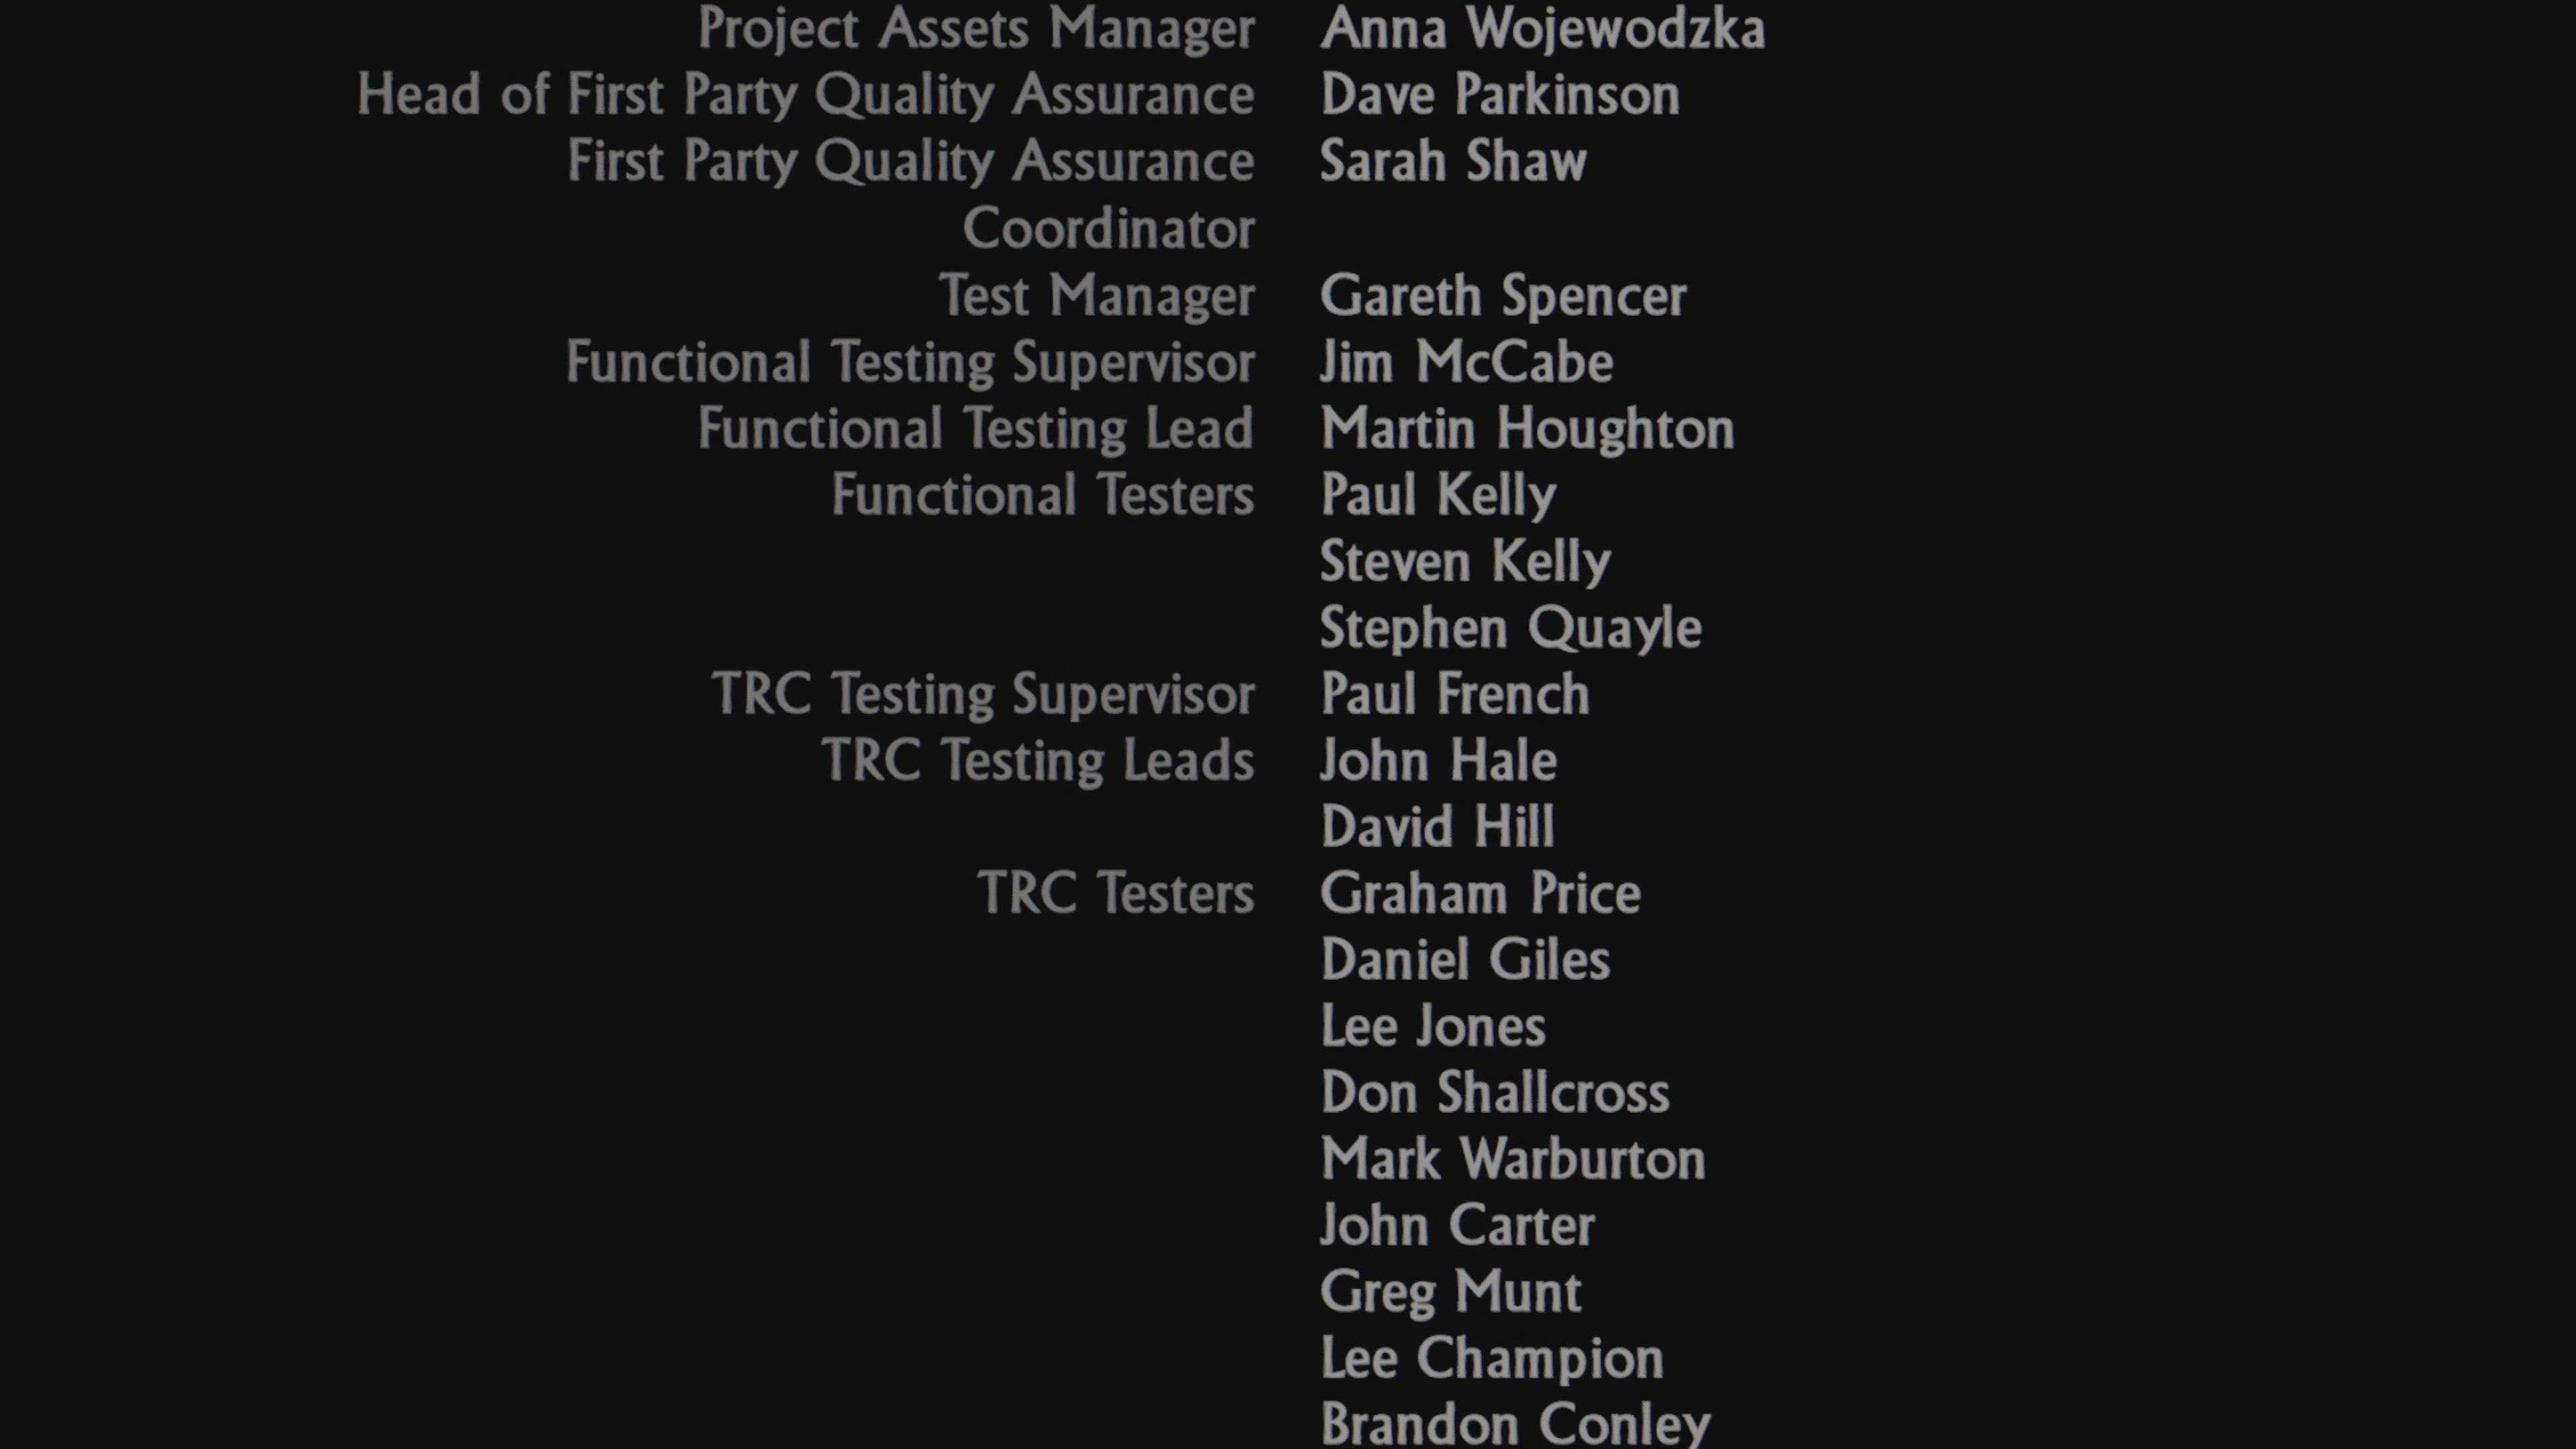 Project Assets Manager Anna Wojewodzka
Head of First Party Quality Assurance Dave Parkinson
First Party Quality Assurance Sarah Shaw
Coordinator
Test Manager Gareth Spencer
Functional Testing Supervisor Jim McCabe
Functional Testing Lead Martin Houghton
Functional Testers Paul Kelly
Steven Kelly
Stephen Quayle
TRC Testing Supervisor Paul French
TRC Testing Leads John Hale
David Hill
TRC Testers Graham Price
Daniel Giles
Lee Jones
Don Shallcross
Mark Warburton
John Carter
Greg Munt
Lee Champion
Brandon Conley